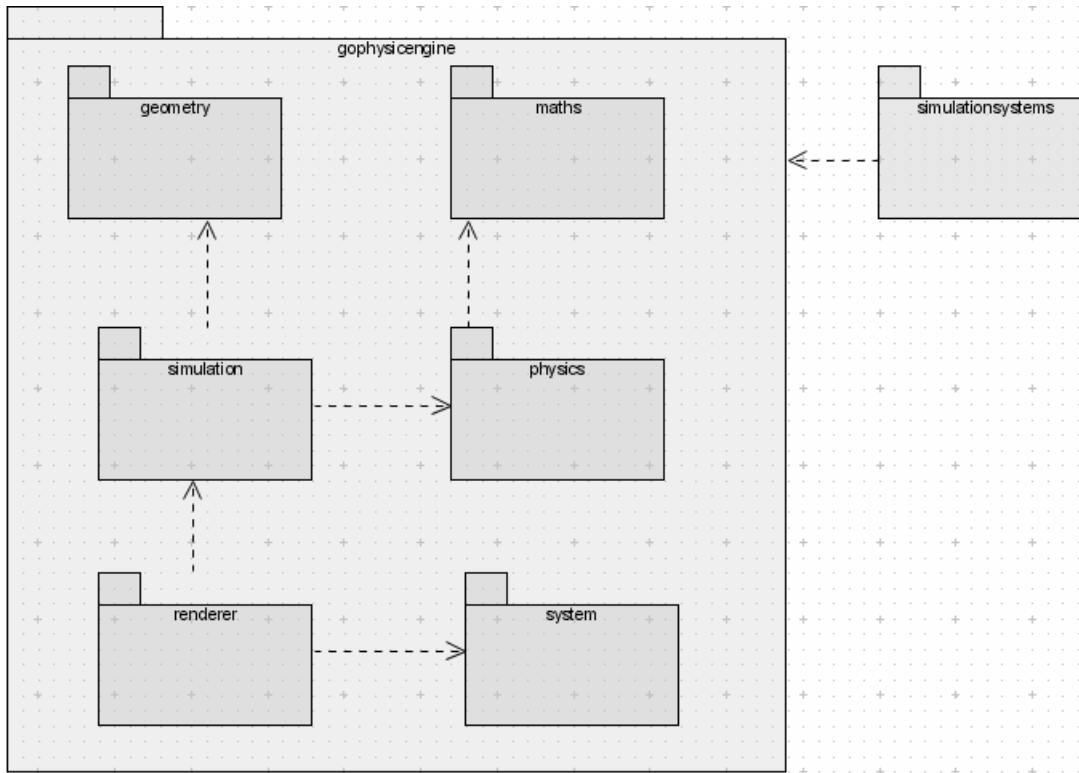 gophysicengine
geometry
maths
simulationsystems
simulation
physics
renderer
system